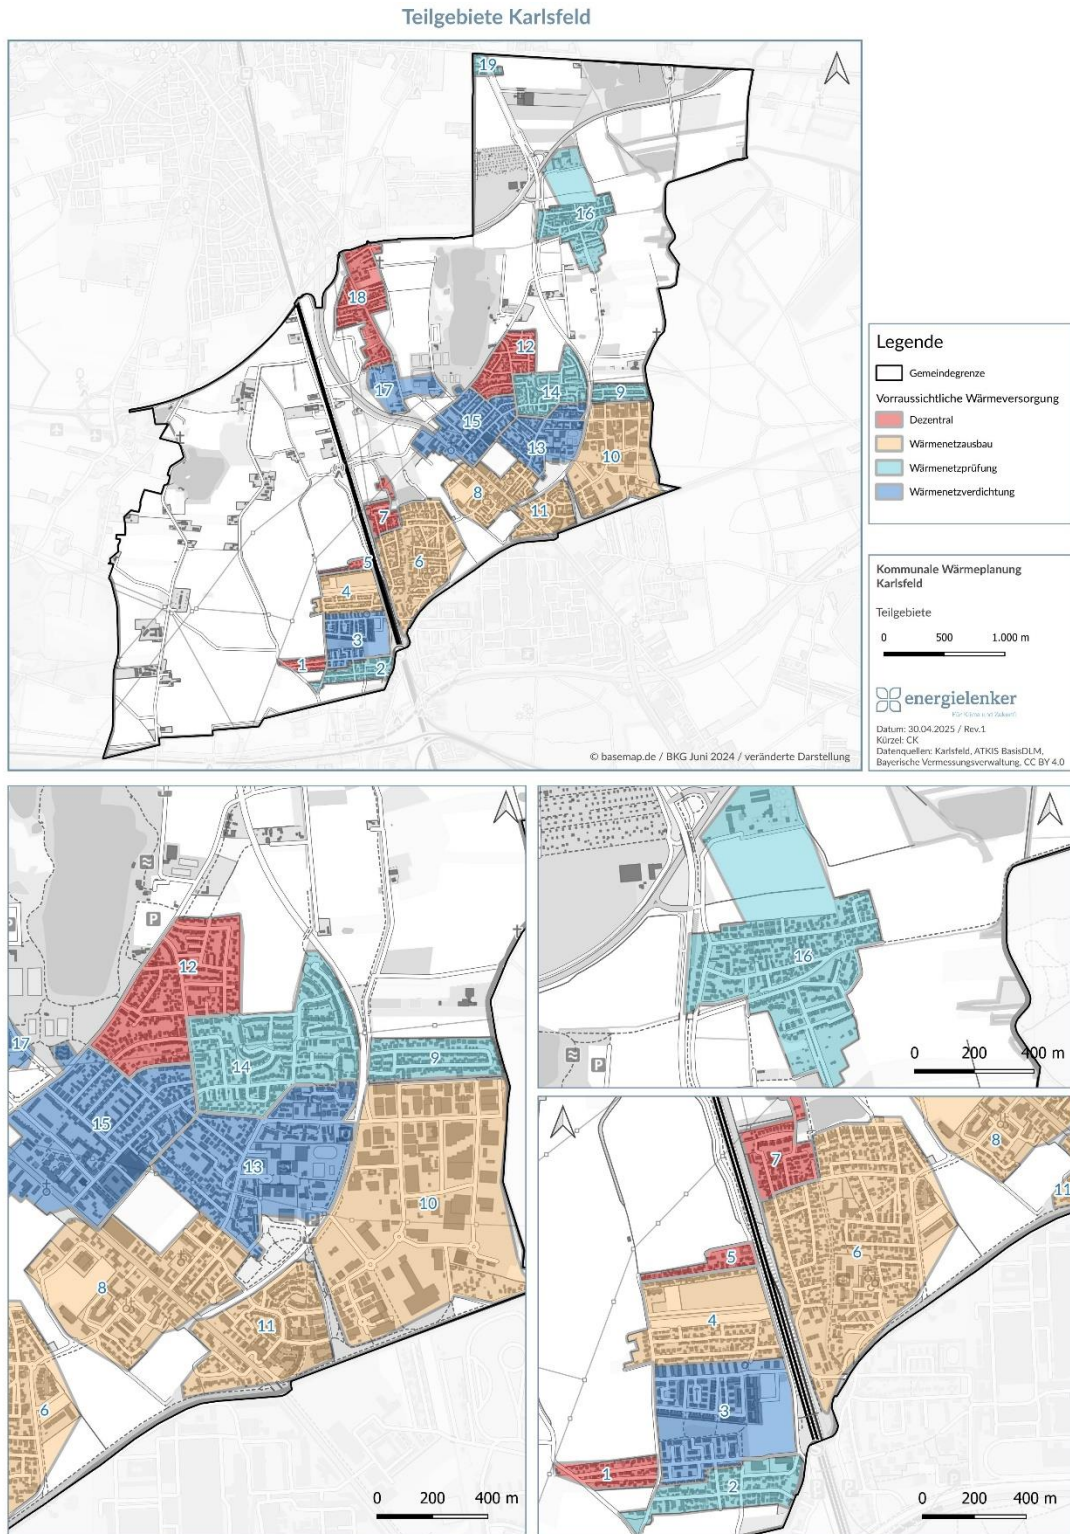 Teilgebiete Karlsfeld
19
16
18
12
17
14
9
15
13
10
8
7
11
5
6
4
3
1
2
© basemap.de / BKG Juni 2024 / veränderte Darstellung
Legende
Gemeindegrenze
Vorraussichtliche Wärmeversorgung
Dezentral
Wärmenetzausbau
Wärmenetzprüfung
Wärmenetzverdichtung
Kommunale Wärmeplanung
Karlsfeld
Teilgebiete
0 500 1.000 m
energielenker
Für Klima und Zukunft
Datum: 30.04.2025 / Rev.1
Kürzel: CK
Datenquellen: Karlsfeld, ATKIS BasisDLM,
Bayerische Vermessungsverwaltung, CC BY 4.0
P
12
17
14
9
15
13
10
8
11
6
0 200 400 m
16
P
0 200 400 m
7
8
11
5
6
4
3
1
2
0 200 400 m